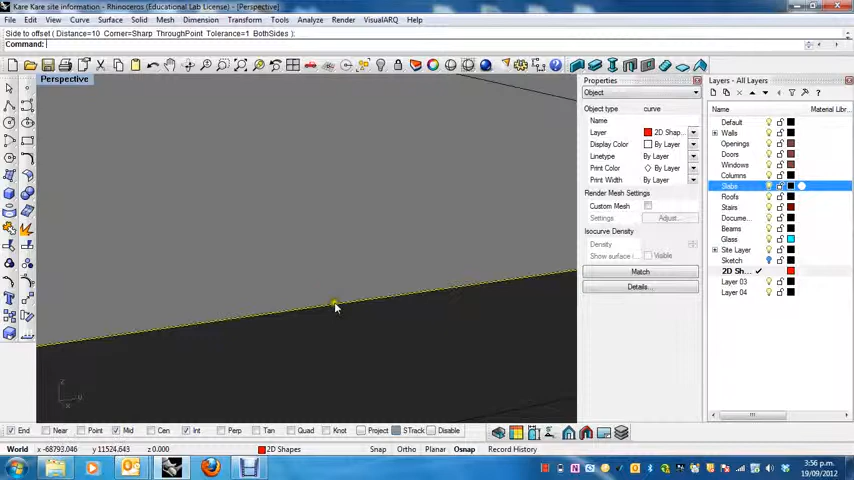 Kare Kare site information - Rhinoceros (Educational Lab License) - [Perspective]
File Edit View Curve Surface Solid Mesh Dimension Transform Tools Analyze Render VisualARQ Help
Side to offset ( Distance=10 Corner=Sharp ThroughPoint Tolerance=1 BothSides )
Command:
Perspective
Properties
Object
Object type curve
Name
Layer 2D Shap...
Display Color By Layer
Linetype By Layer
Print Color By Layer
Print Width By Layer
Render Mesh Settings
Custom Mesh
Settings Adjust...
Isocurve Density
Density
Show surface i... Visible
Match
Details...
Layers - All Layers
Name Material Libr
Default
Walls
Openings
Doors
Windows
Columns
Slabs
Roofs
Stairs
Docume...
Beams
Glass
Site Layer
Sketch
2D Sh...
Layer 03
Layer 04
z
y
x
End Near Point Mid Cen Int Perp Tan Quad Knot Project STrack Disable
World x -68793.046 y 11524.643 z 0.000 2D Shapes Snap Ortho Planar Osnap Record History
3:56 p.m.
19/09/2012